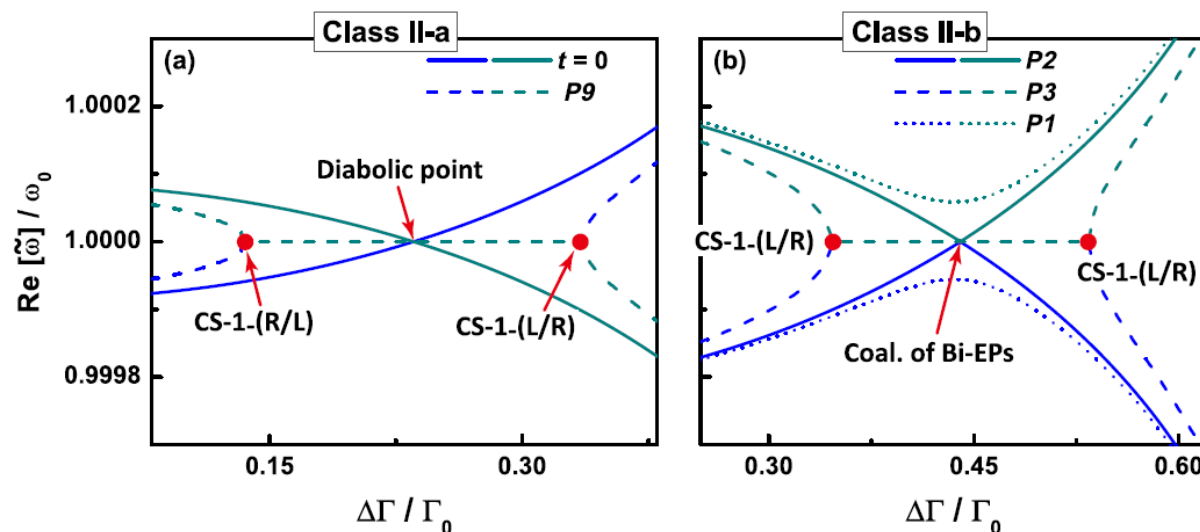 Class II-a
Class II-b
(a)
t = 0
P9
(b)
P2
P3
P1
1.0002
1.0000
0.9998
Re [ω̃] / ω₀
Diabolic point
CS-1-(R/L)
CS-1-(L/R)
CS-1-(L/R)
CS-1-(L/R)
Coal. of Bi-EPs
0.15
0.30
0.30
0.45
0.60
ΔΓ / Γ₀
ΔΓ / Γ₀